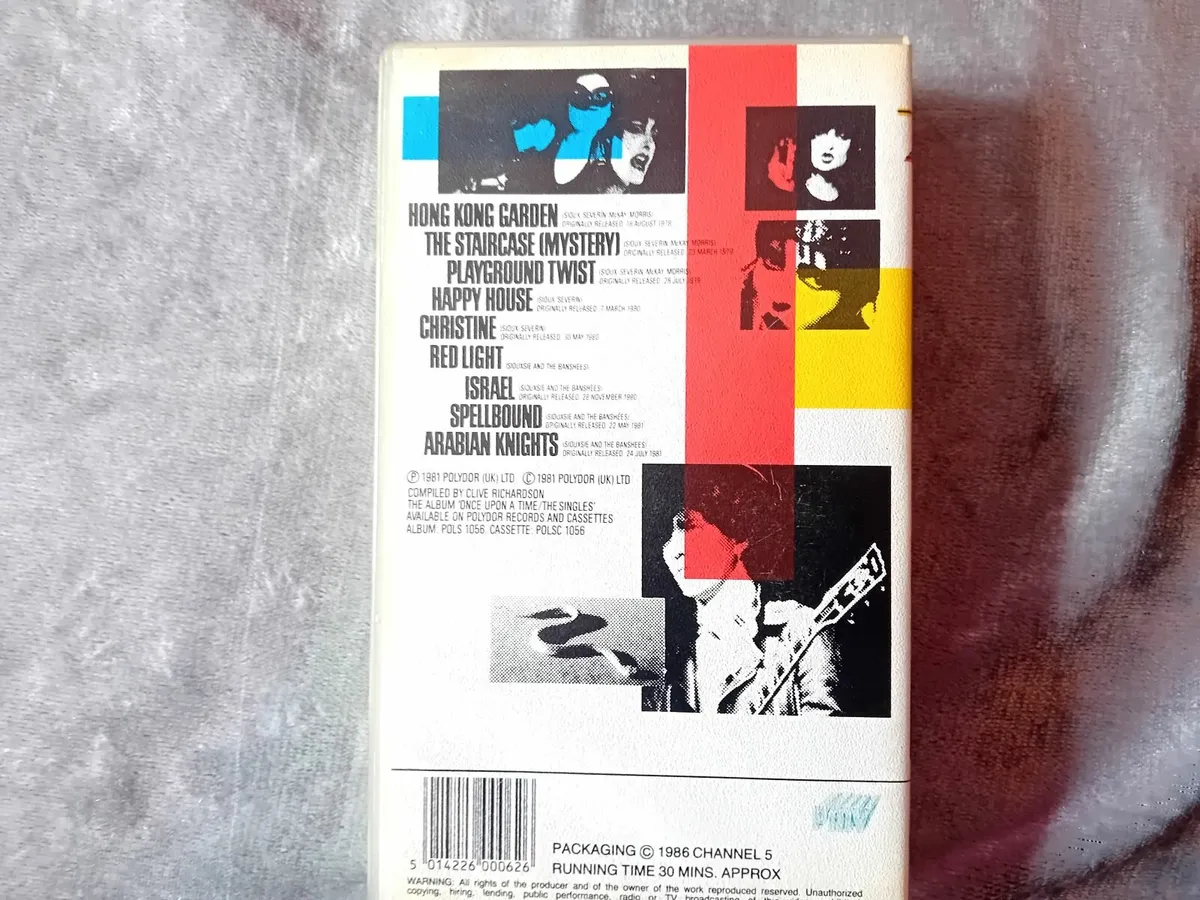 HONG KONG GARDEN (SIOUX SEVERIN McKAY MORRIS)
ORIGINALLY RELEASED 18 AUGUST 1978
THE STAIRCASE (MYSTERY) (SIOUX SEVERIN McKAY MORRIS)
ORIGINALLY RELEASED 23 MARCH 1979
PLAYGROUND TWIST (SIOUX SEVERIN McKAY MORRIS)
ORIGINALLY RELEASED 28 JULY 1979
HAPPY HOUSE (SIOUX SEVERIN)
ORIGINALLY RELEASED 7 MARCH 1980
CHRISTINE (SIOUX SEVERIN)
ORIGINALLY RELEASED 30 MAY 1980
RED LIGHT (SIOUXSIE AND THE BANSHEES)
ISRAEL (SIOUXSIE AND THE BANSHEES)
ORIGINALLY RELEASED 28 NOVEMBER 1980
SPELLBOUND (SIOUXSIE AND THE BANSHEES)
ORIGINALLY RELEASED 22 MAY 1981
ARABIAN KNIGHTS (SIOUXSIE AND THE BANSHEES)
ORIGINALLY RELEASED 24 JULY 1981
Ⓟ 1981 POLYDOR (UK) LTD © 1981 POLYDOR (UK) LTD
COMPILED BY CLIVE RICHARDSON
THE ALBUM 'ONCE UPON A TIME/THE SINGLES'
AVAILABLE ON POLYDOR RECORDS AND CASSETTES
ALBUM: POLS 1056 CASSETTE: POLSC 1056
5 014226 000626
PACKAGING © 1986 CHANNEL 5
RUNNING TIME 30 MINS. APPROX
WARNING: All rights of the producer and of the owner of the work reproduced reserved. Unauthorized
copying, hiring, lending, public performance, radio or TV broadcasting of this